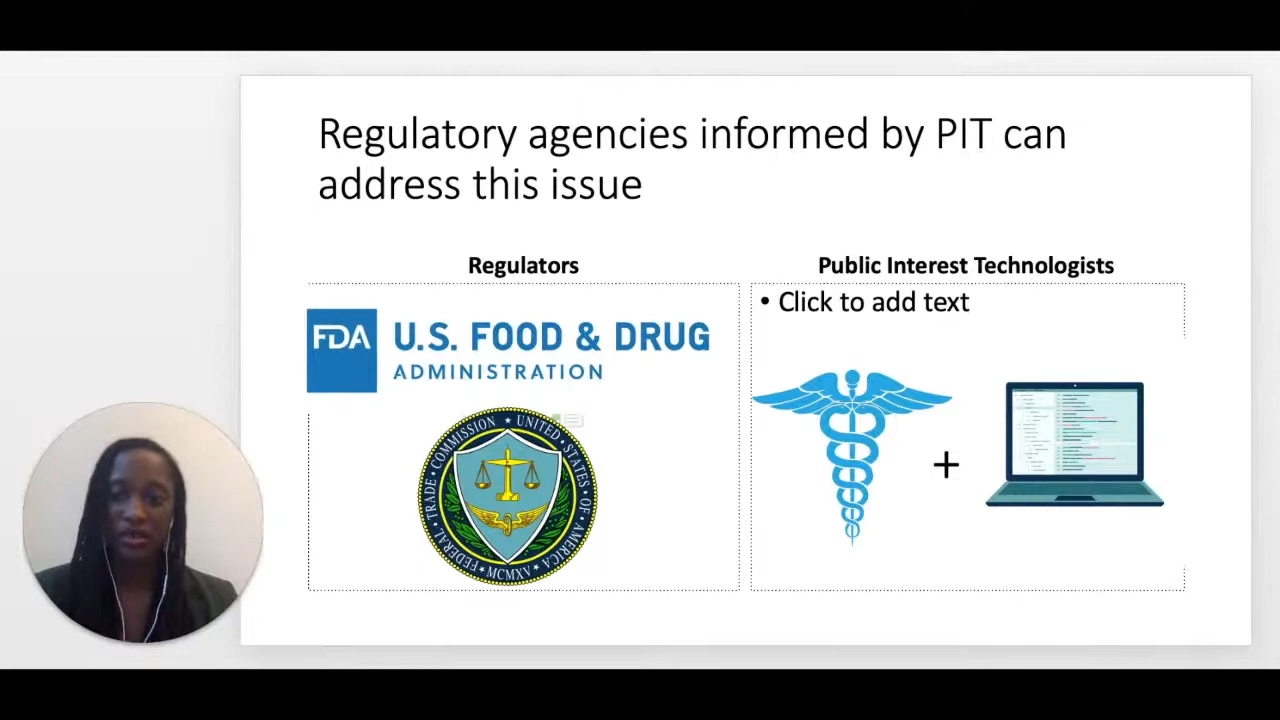 Regulatory agencies informed by PIT can
address this issue
Regulators
Public Interest Technologists
FDA
U.S. FOOD & DRUG
ADMINISTRATION
• Click to add text
FEDERAL TRADE COMMISSION ★ UNITED STATES OF AMERICA
MCMXV
+